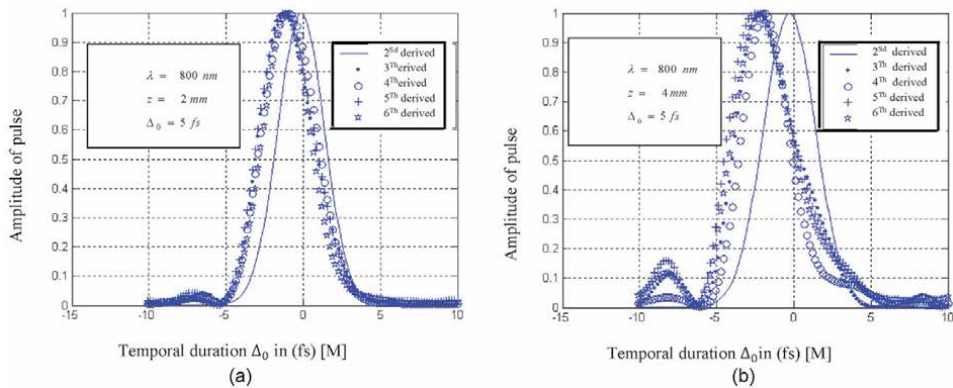 1
0.9
0.8
0.7
0.6
0.5
0.4
0.3
0.2
0.1
0
-15
-10
-5
0
5
10
Amplitude of pulse
λ = 800 nm
z = 2 mm
Δ₀ = 5 fs
2Sd derived
3Th derived
4Therived
5Th derived
6Th derived
Temporal duration Δ₀ in (fs) [M]
(a)
1
0.9
0.8
0.7
0.6
0.5
0.4
0.3
0.2
0.1
0
-15
-10
-5
0
5
10
Amplitude of pulse
λ = 800 nm
z = 4 mm
Δ₀ = 5 fs
2Sd derived
3Th derived
4Th derived
5Th derived
6Th derived
Temporal duration Δ₀in (fs) [M]
(b)